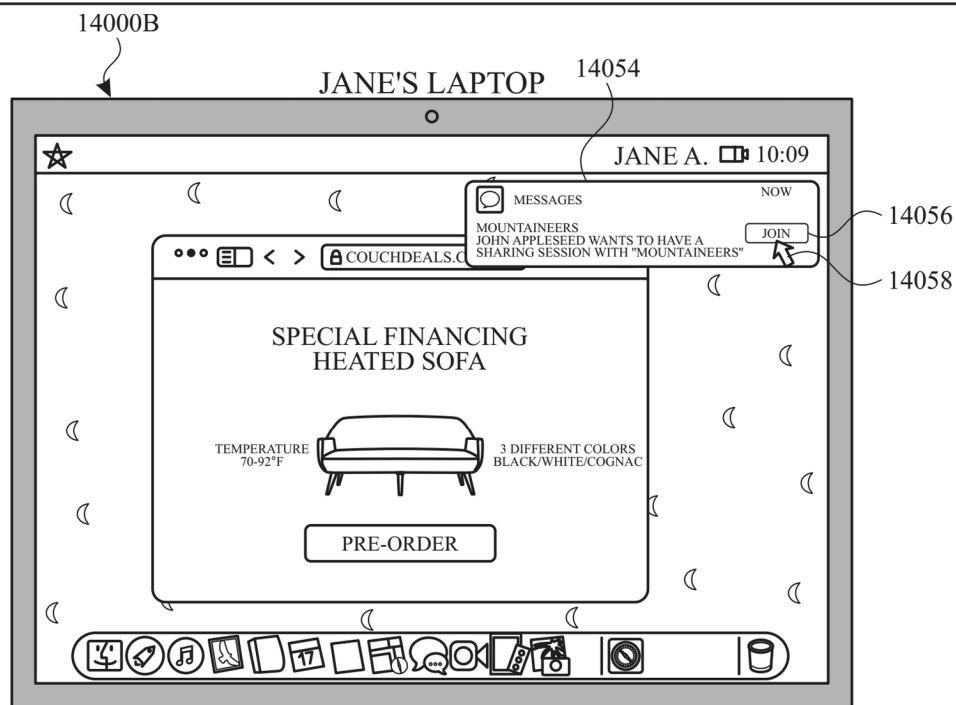 14000B
JANE'S LAPTOP
14054
JANE A. 10:09
MESSAGES
NOW
MOUNTAINEERS
JOHN APPLESEED WANTS TO HAVE A
SHARING SESSION WITH "MOUNTAINEERS"
JOIN
14056
14058
COUCHDEALS.C
SPECIAL FINANCING
HEATED SOFA
TEMPERATURE
70-92°F
3 DIFFERENT COLORS
BLACK/WHITE/COGNAC
PRE-ORDER
17